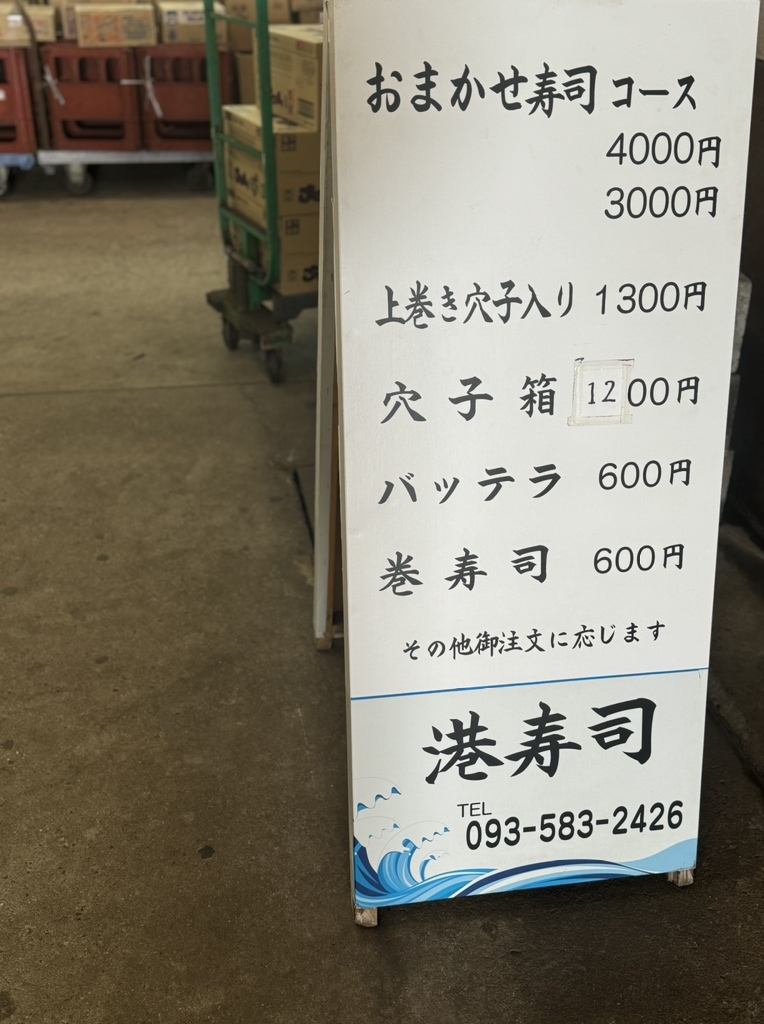 おまかせ寿司コース
4000円
3000円
上巻き穴子入り 1300円
穴子箱 1200円
バッテラ 600円
巻寿司 600円
その他御注文に応じます
港寿司
TEL
093-583-2426